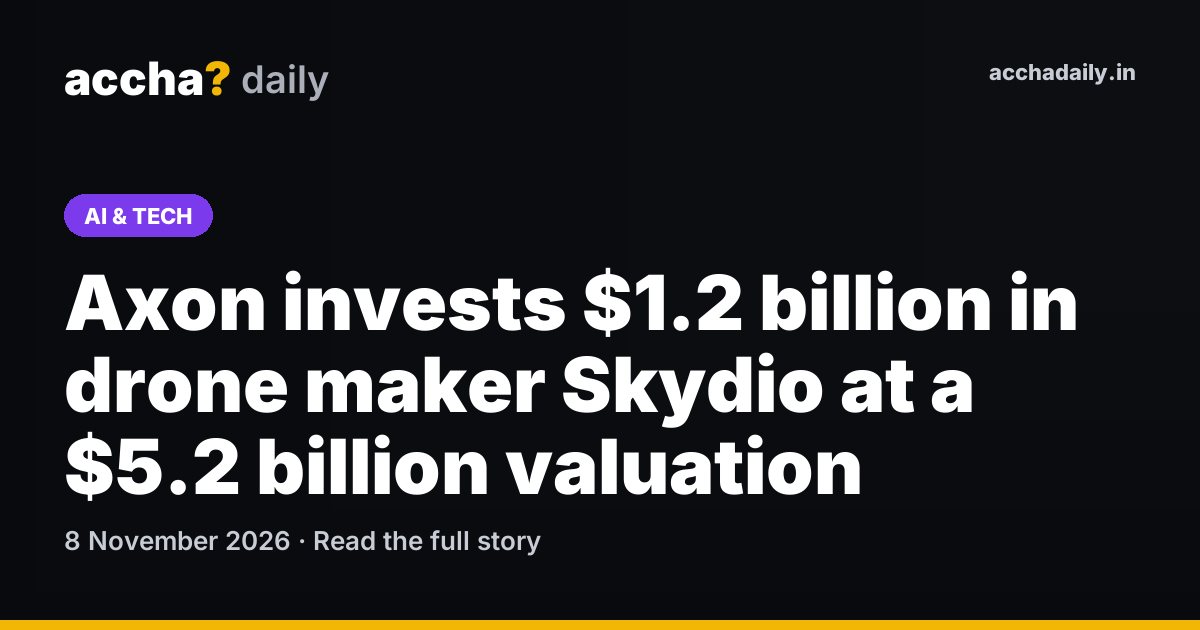 accha? daily
acchadaily.in
AI & TECH
Axon invests $1.2 billion in
drone maker Skydio at a
$5.2 billion valuation
8 November 2026 · Read the full story